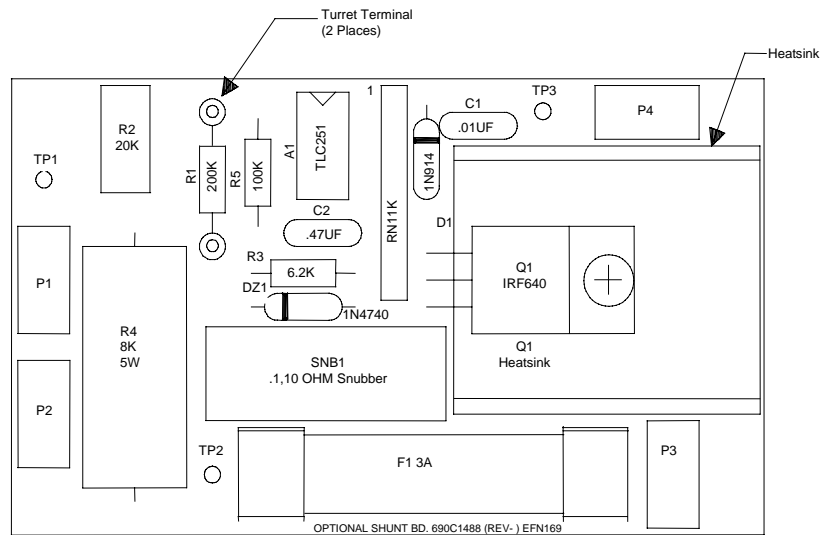 Turret Terminal
(2 Places)
Heatsink
TP3
P4
1
C1
.01UF
R2
20K
TP1
R1
200K
R5
100K
A1
TLC251
1N914
RN11K
C2
.47UF
D1
P1
R3
6.2K
Q1
IRF640
DZ1
1N4740
R4
8K
5W
Q1
Heatsink
SNB1
.1,10 OHM Snubber
P2
TP2
F1 3A
P3
OPTIONAL SHUNT BD. 690C1488 (REV- ) EFN169